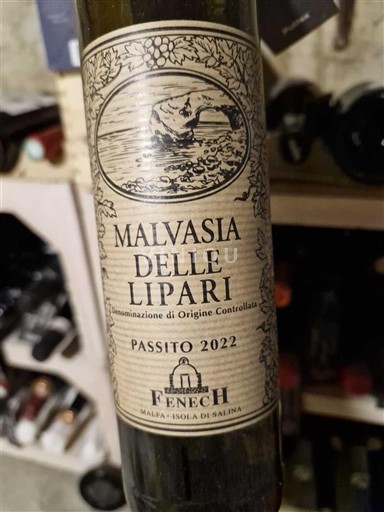 MALVASIA
DELLE
LIPARI
Denominazione di Origine Controllata
PASSITO 2022
FENECH
MALFA - ISOLA DI SALINA